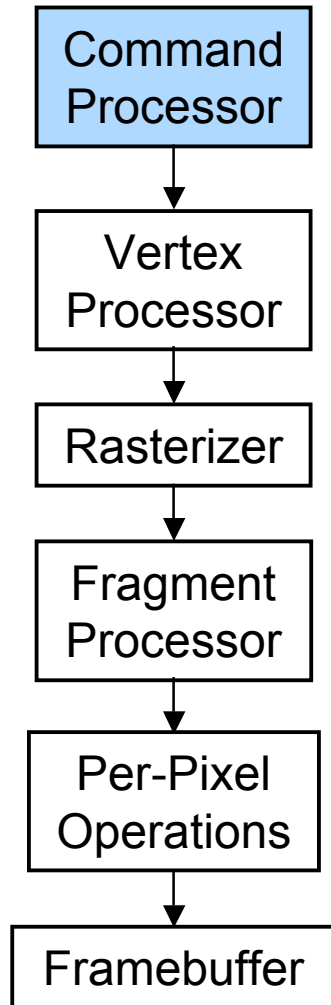 Command
Processor
Vertex
Processor
Rasterizer
Fragment
Processor
Per-Pixel
Operations
Framebuffer